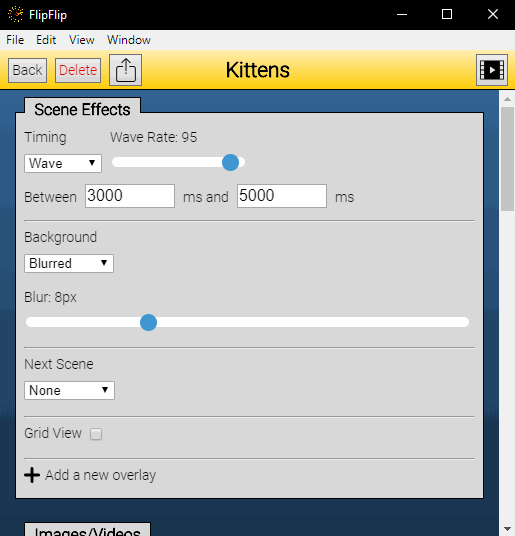 FlipFlip
File Edit View Window
Back Delete Kittens
Scene Effects
Timing Wave Rate: 95
Wave
Between 3000 ms and 5000 ms
Background
Blurred
Blur: 8px
Next Scene
None
Grid View
Add a new overlay
Images/Videos